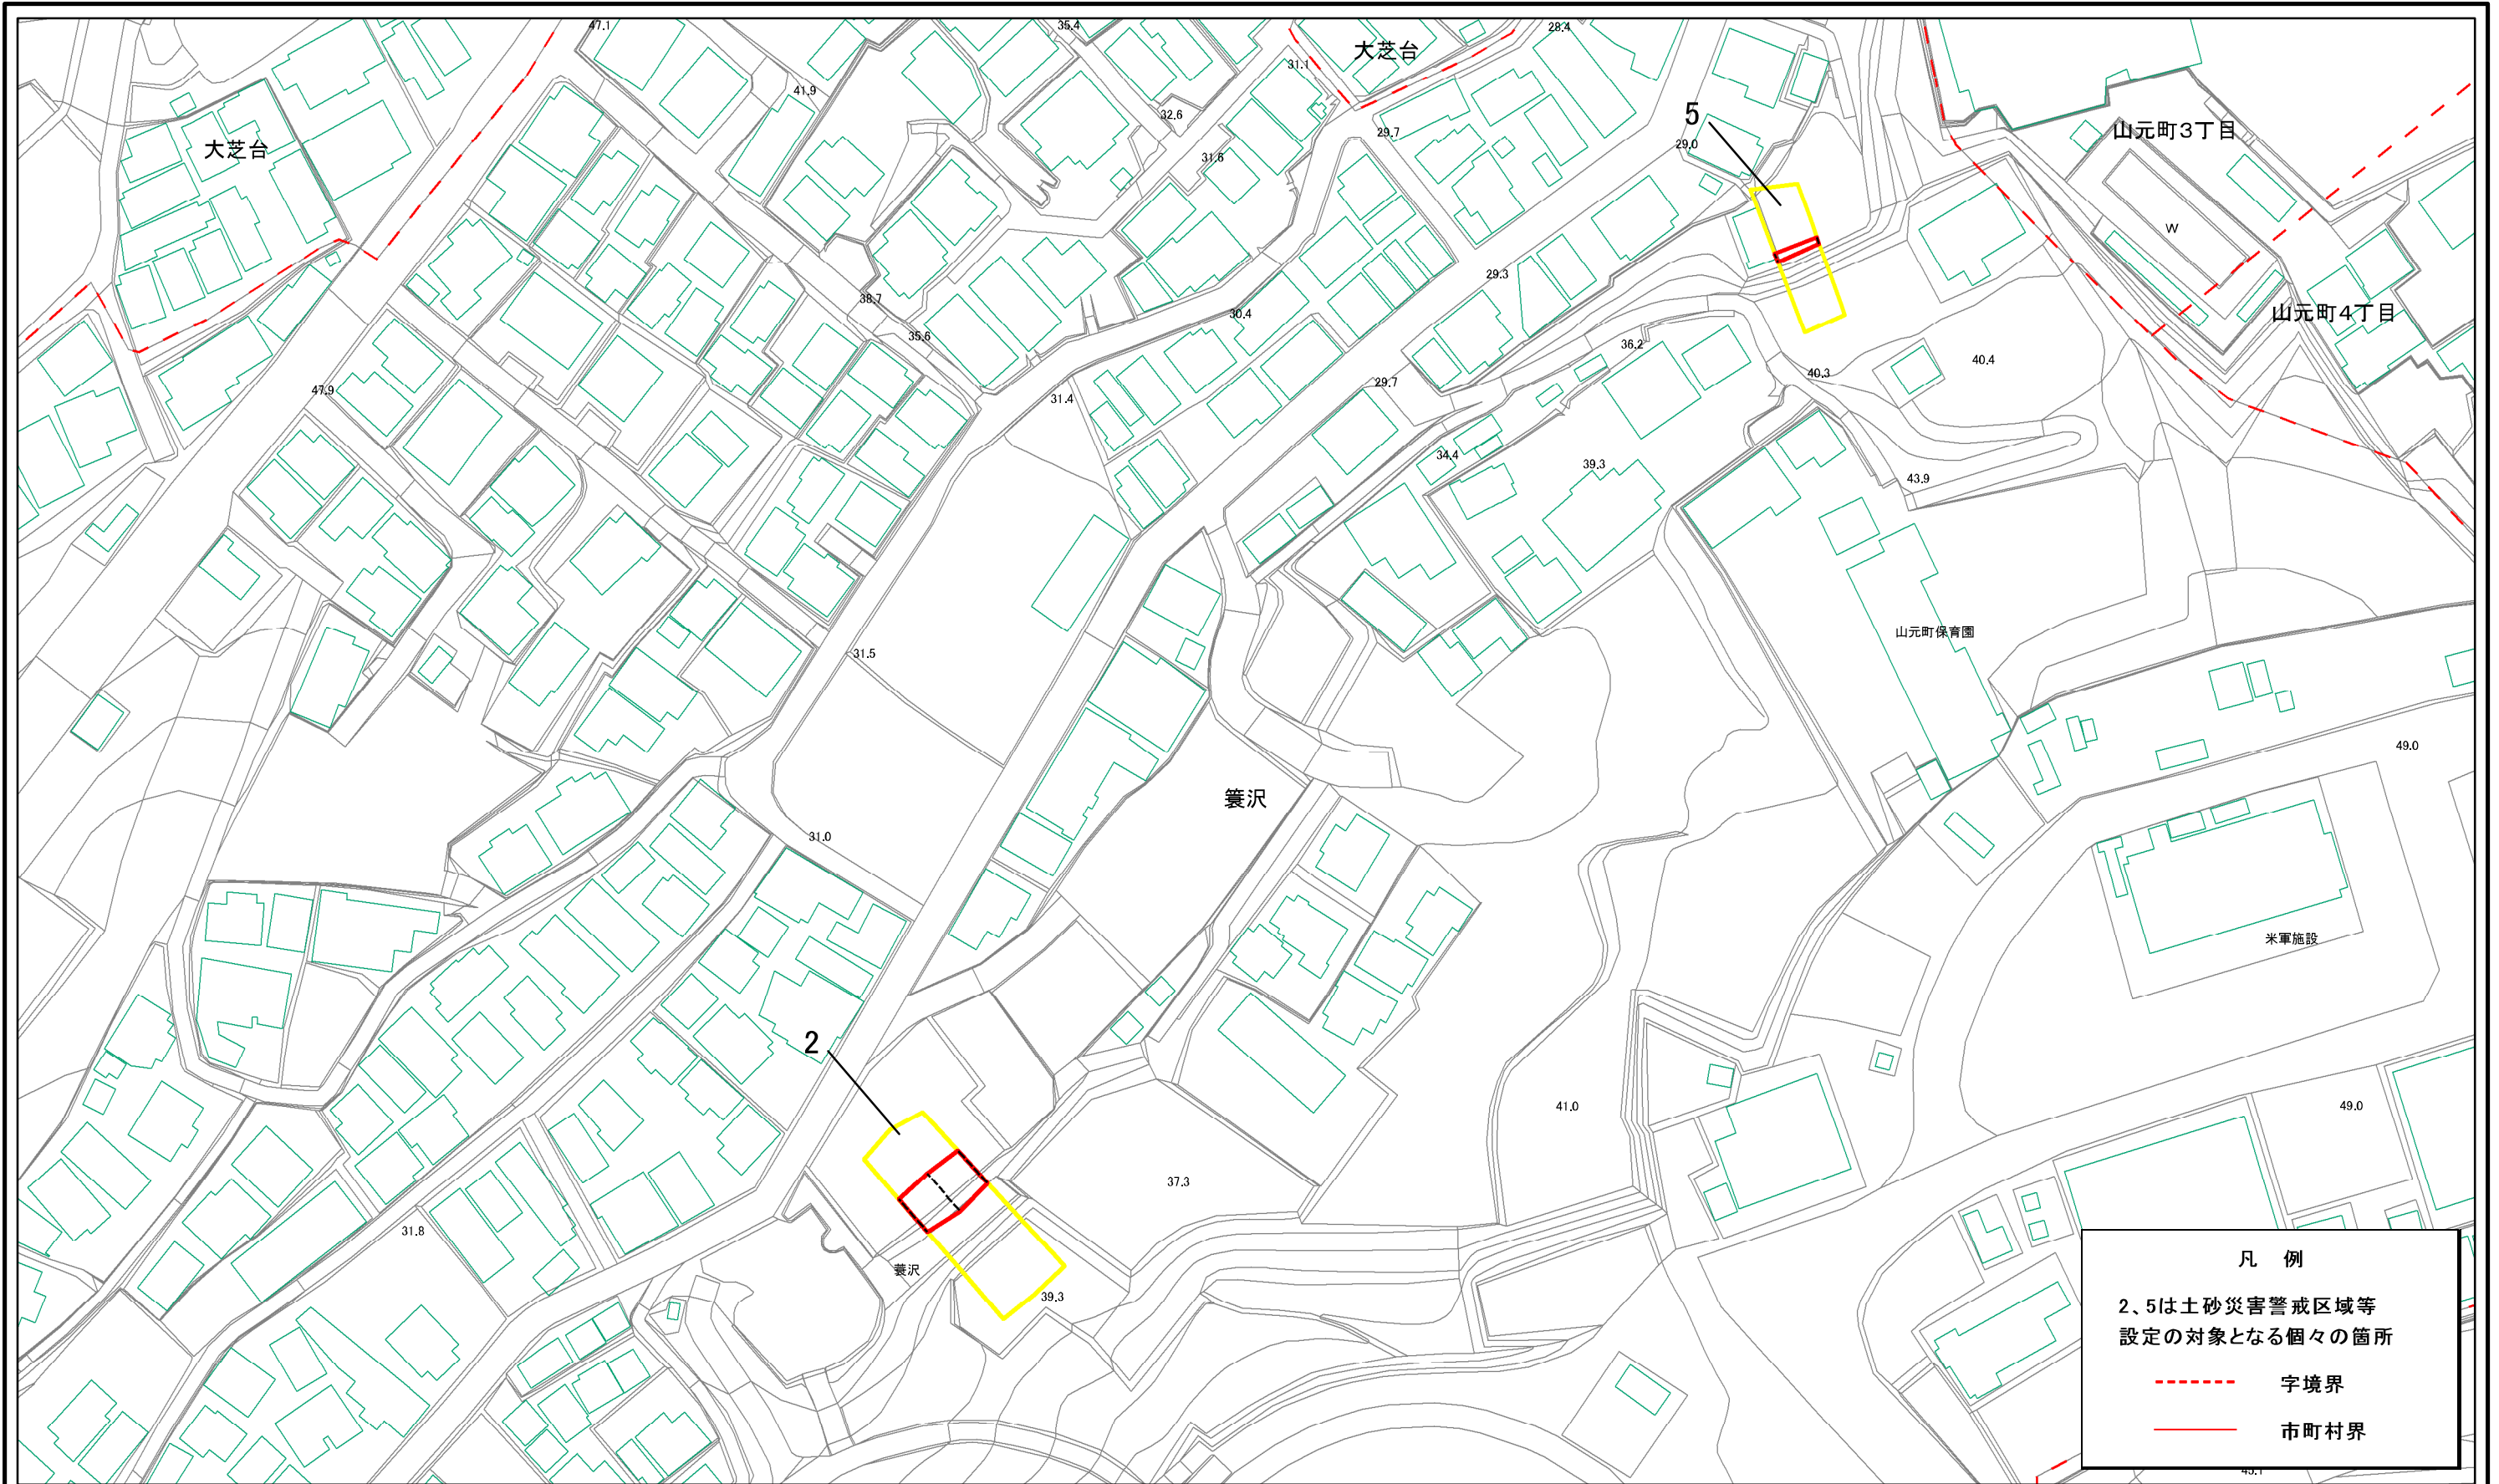 47.1
35.4
大芝台
28.4
31.1
41.9
5
32.6
29.7
山元町3丁目
大芝台
31.6
29.0
W
29.3
38.7
30.4
山元町4丁目
35.6
36.2
40.4
40.3
47.9
29.7
31.4
34.4
39.3
43.9
山元町保育園
31.5
49.0
簑沢
31.0
米軍施設
2
41.0
49.0
37.3
31.8
簑沢
39.3
凡 例
2、5は土砂災害警戒区域等
設定の対象となる個々の箇所
字境界
市町村界
45.1